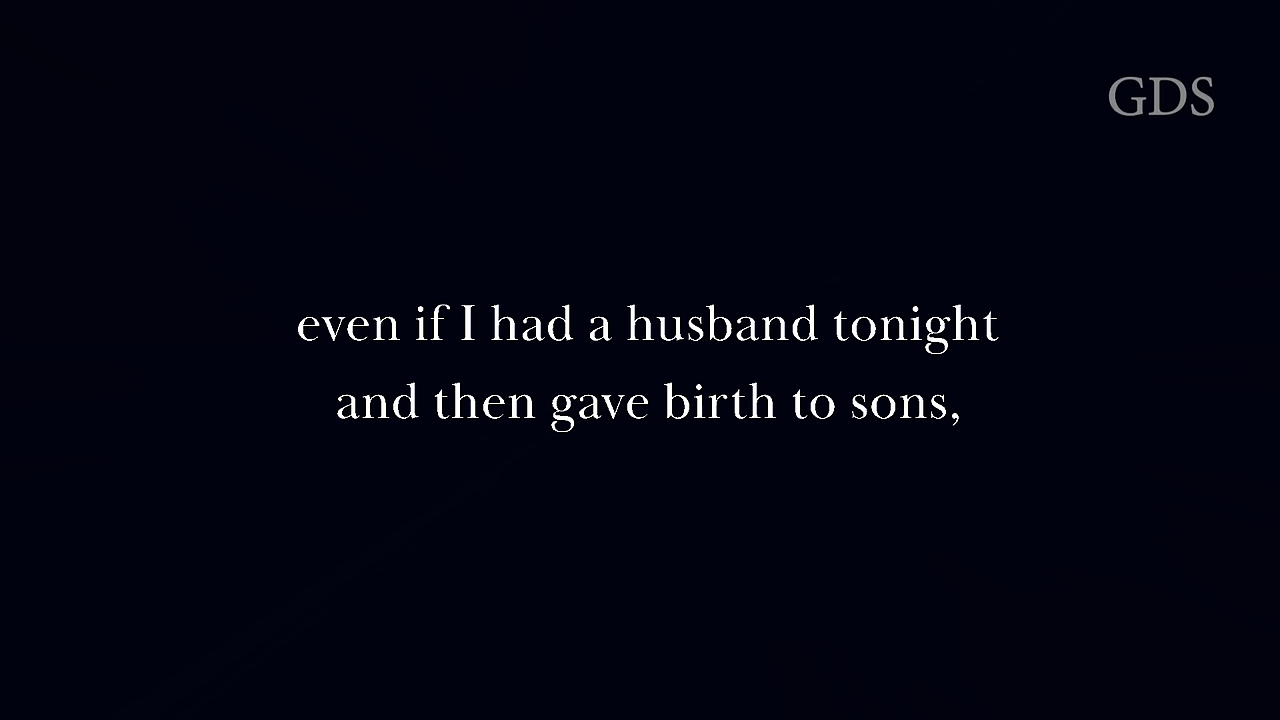 GDS
even if I had a husband tonight
and then gave birth to sons,